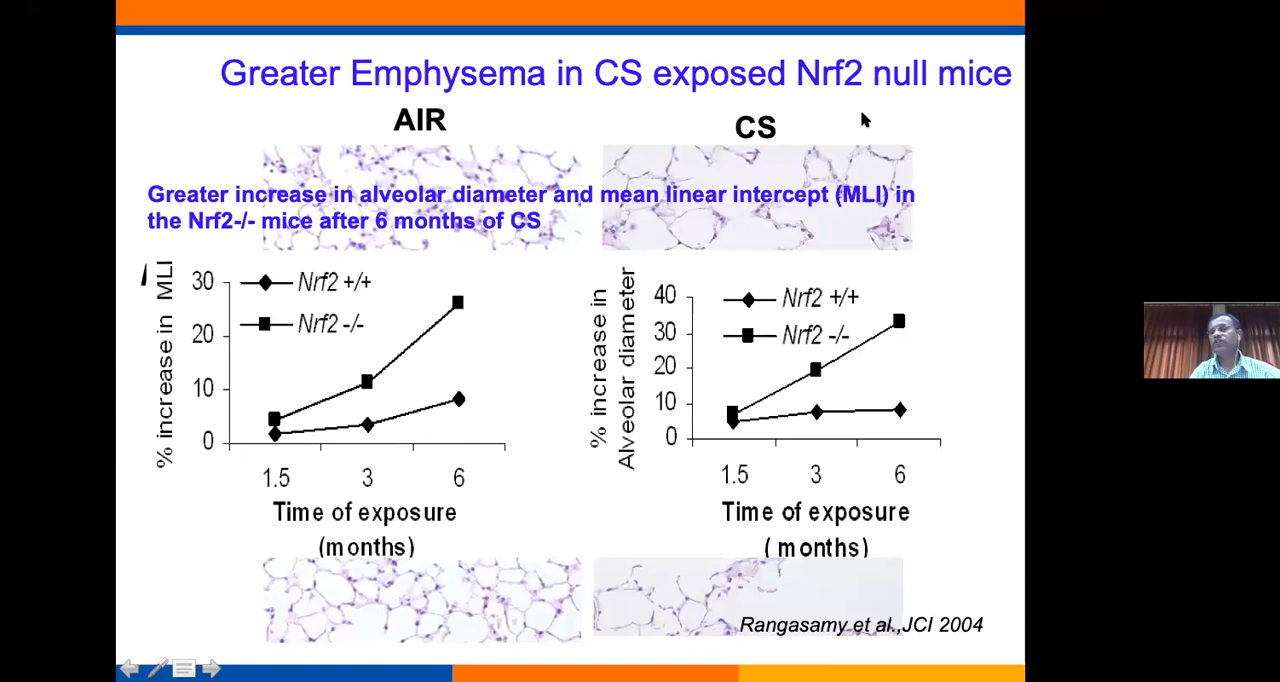 Greater Emphysema in CS exposed Nrf2 null mice
AIR
CS
Greater increase in alveolar diameter and mean linear intercept (MLI) in
the Nrf2-/- mice after 6 months of CS
% increase in MLI
30
20
10
0
Nrf2 +/+
Nrf2 -/-
1.5
3
6
Time of exposure
(months)
% increase in
Alveolar diameter
40
30
20
10
0
Nrf2 +/+
Nrf2 -/-
1.5
3
6
Time of exposure
( months)
Rangasamy et al.,JCI 2004